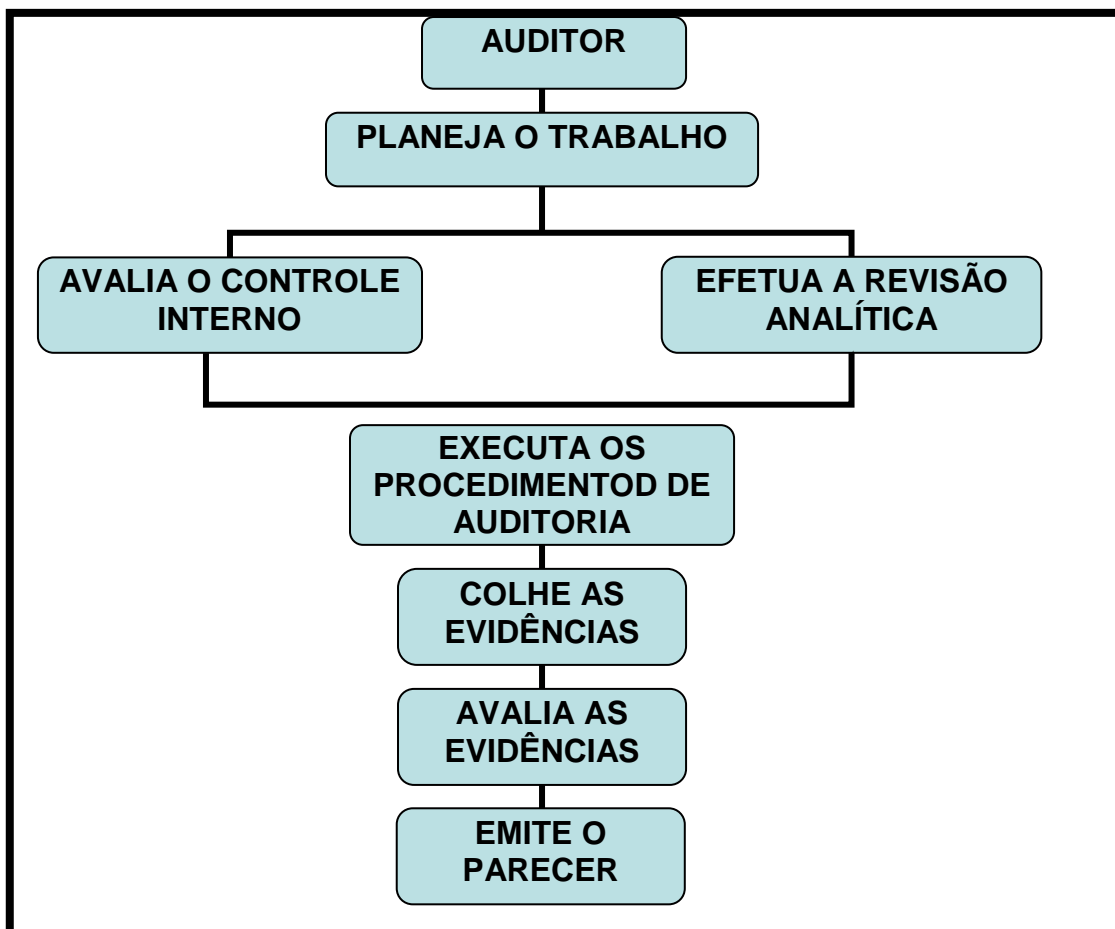 AUDITOR
PLANEJA O TRABALHO
AVALIA O CONTROLE
INTERNO
EFETUA A REVISÃO
ANALÍTICA
EXECUTA OS
PROCEDIMENTOD DE
AUDITORIA
COLHE AS
EVIDÊNCIAS
AVALIA AS
EVIDÊNCIAS
EMITE O
PARECER